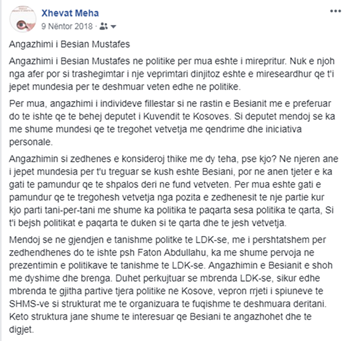 Xhevat Meha
9 Nëntor 2018 ·
Angazhimi i Besian Mustafes
Angazhimi i Besian Mustafes ne politike per mua eshte i mirepritur. Nuk e njoh
nga afer por si trashegimtar i nje veprimtari dinjitoz eshte e mireseardhur qe t'i
jepet mundesia per te deshmuar veten edhe ne politike.
Per mua, angazhimi i individeve fillestar si ne rastin e Besianit me e preferuar
do te ishte qe te behej deputet i Kuvendit te Kosoves. Si deputet mendoj se ka
me shume mundesi qe te tregohet vetvetja me qendrime dhe iniciativa
personale.
Angazhimin si zedhenes e konsideroj thike me dy teha, pse kjo? Ne njeren ane
i jepet mundesia per t'u treguar se kush eshte Besiani, por ne anen tjeter e ka
gati te pamundur qe te shpalos deri ne fund vetveten. Per mua eshte gati e
pamundur qe te tregohesh vetvetja nga pozita e zedhenesit te nje partie kur
kjo parti tani-per-tani me shume ka politika te paqarta sesa politika te qarta, Si
t'i besh politikat e paqarta te duken si te qarta dhe te jesh vetvetja.
Mendoj se ne gjendjen e tanishme politke te LDK-se, me i pershtatshem per
zedhendhenes do te ishte psh Faton Abdullahu, ka me shume pervoja ne
prezentimin e politikave te tanishme te LDK-se. Angazhimin e Besianit e shoh
me dyshime dhe brenga. Duhet perkujtuar se mbrenda LDK-se, sikur edhe
mbrenda te gjitha partive tjera politike ne Kosove, vepron rrjeti i spiuneve te
SHMS-ve si strukturat me te organizuara te fuqishme te deshmuara deritani.
Keto struktura jane shume te interesuar qe Besiani te angazhohet dhe te
digjet.